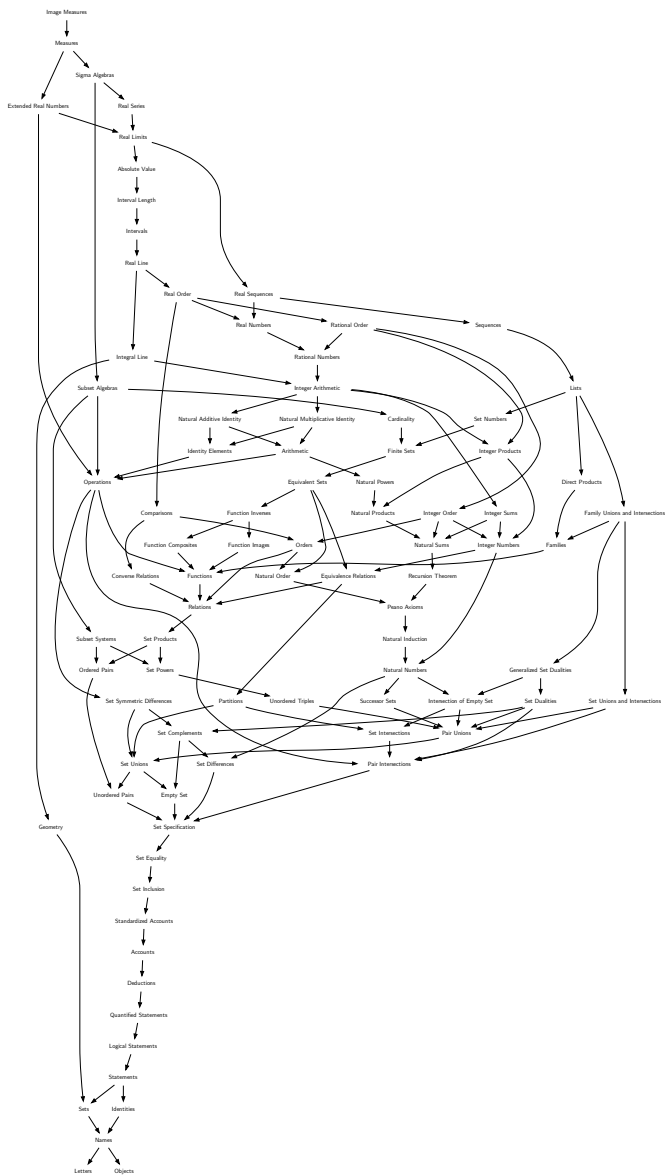 Image Measures
Measures
Sigma Algebras
Extended Real Numbers
Real Series
Real Limits
Absolute Value
Interval Length
Intervals
Real Line
Real Order
Real Sequences
Real Numbers
Rational Order
Sequences
Integral Line
Rational Numbers
Subset Algebras
Integer Arithmetic
Lists
Natural Additive Identity
Natural Multiplicative Identity
Cardinality
Set Numbers
Identity Elements
Arithmetic
Finite Sets
Integer Products
Operations
Equivalent Sets
Natural Powers
Direct Products
Comparisons
Function Inverses
Natural Products
Integer Order
Integer Sums
Family Unions and Intersections
Function Composites
Function Images
Orders
Natural Sums
Integer Numbers
Families
Converse Relations
Functions
Natural Order
Equivalence Relations
Recursion Theorem
Relations
Peano Axioms
Subset Systems
Set Products
Natural Induction
Ordered Pairs
Set Powers
Natural Numbers
Generalized Set Dualities
Set Symmetric Differences
Partitions
Unordered Triples
Successor Sets
Intersection of Empty Set
Set Dualities
Set Unions and Intersections
Set Complements
Set Intersections
Pair Unions
Set Unions
Set Differences
Pair Intersections
Unordered Pairs
Empty Set
Geometry
Set Specification
Set Equality
Set Inclusion
Standardized Accounts
Accounts
Deductions
Quantified Statements
Logical Statements
Statements
Sets
Identities
Names
Letters
Objects